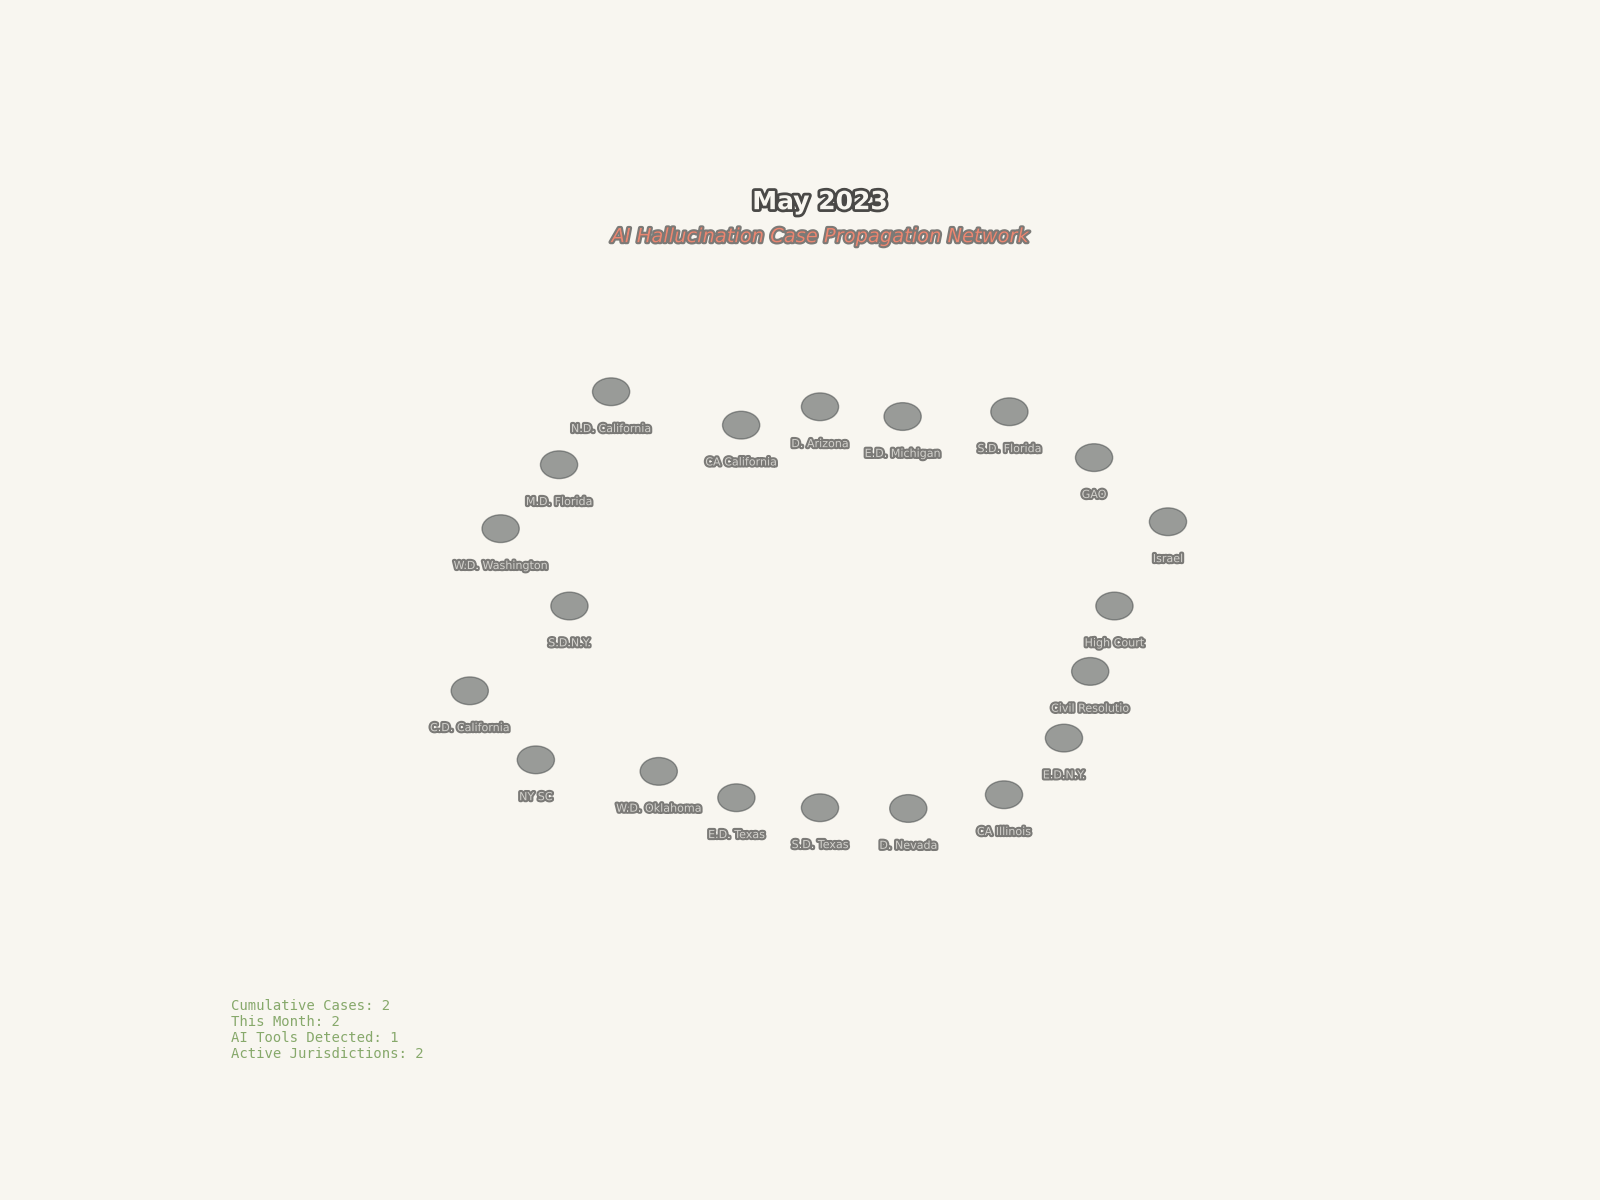 May 2023
AI Hallucination Case Propagation Network
N.D. California
CA California
D. Arizona
E.D. Michigan
S.D. Florida
GAO
M.D. Florida
Israel
W.D. Washington
S.D.N.Y.
High Court
Civil Resolutio
C.D. California
E.D.N.Y.
NY SC
W.D. Oklahoma
E.D. Texas
S.D. Texas
D. Nevada
CA Illinois
Cumulative Cases: 2
This Month: 2
AI Tools Detected: 1
Active Jurisdictions: 2